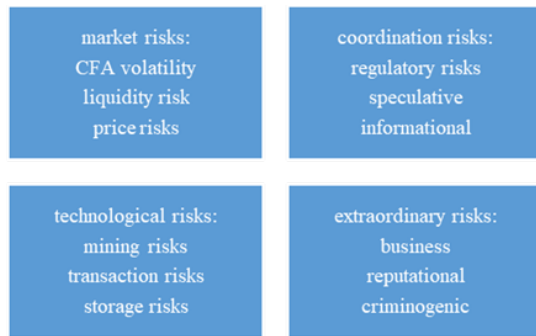 market risks:
CFA volatility
liquidity risk
price risks
coordination risks:
regulatory risks
speculative
informational
technological risks:
mining risks
transaction risks
storage risks
extraordinary risks:
business
reputational
criminogenic